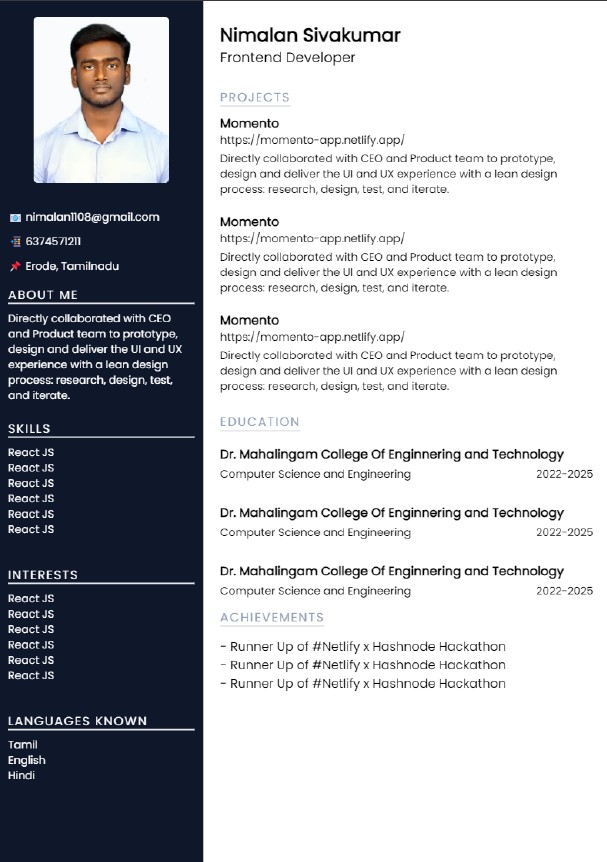 nimalan1108@gmail.com
6374571211
Erode, Tamilnadu
ABOUT ME
Directly collaborated with CEO
and Product team to prototype,
design and deliver the UI and UX
experience with a lean design
process: research, design, test,
and iterate.
SKILLS
React JS
React JS
React JS
React JS
React JS
React JS
INTERESTS
React JS
React JS
React JS
React JS
React JS
React JS
LANGUAGES KNOWN
Tamil
English
Hindi
Nimalan Sivakumar
Frontend Developer
PROJECTS
Momento
https://momento-app.netlify.app/
Directly collaborated with CEO and Product team to prototype,
design and deliver the UI and UX experience with a lean design
process: research, design, test, and iterate.
Momento
https://momento-app.netlify.app/
Directly collaborated with CEO and Product team to prototype,
design and deliver the UI and UX experience with a lean design
process: research, design, test, and iterate.
Momento
https://momento-app.netlify.app/
Directly collaborated with CEO and Product team to prototype,
design and deliver the UI and UX experience with a lean design
process: research, design, test, and iterate.
EDUCATION
Dr. Mahalingam College Of Enginnering and Technology
Computer Science and Engineering 2022-2025
Dr. Mahalingam College Of Enginnering and Technology
Computer Science and Engineering 2022-2025
Dr. Mahalingam College Of Enginnering and Technology
Computer Science and Engineering 2022-2025
ACHIEVEMENTS
- Runner Up of #Netlify x Hashnode Hackathon
- Runner Up of #Netlify x Hashnode Hackathon
- Runner Up of #Netlify x Hashnode Hackathon